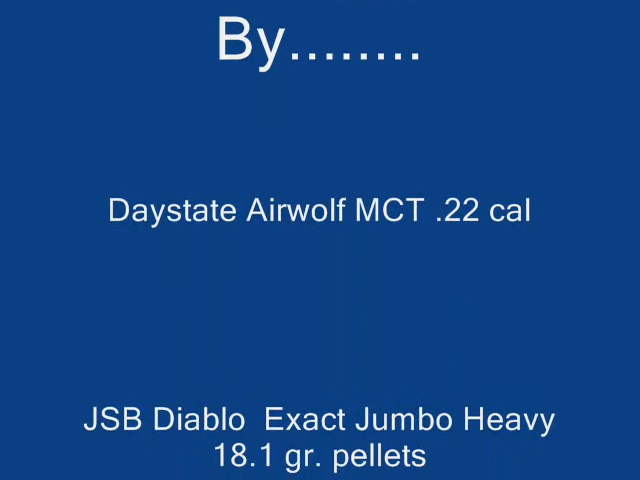 By........
Daystate Airwolf MCT .22 cal
JSB Diablo  Exact Jumbo Heavy
18.1 gr. pellets